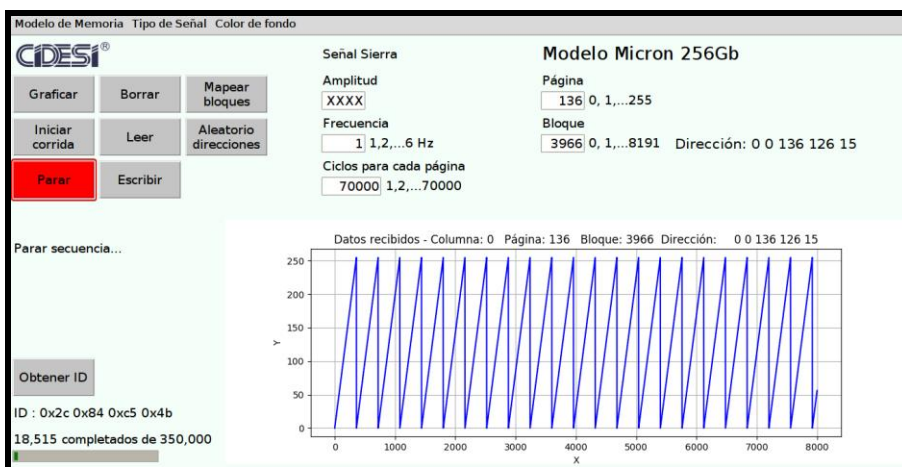 Modelo de Memoria Tipo de Señal Color de fondo
CIDESI®
Señal Sierra
Modelo Micron 256Gb
Graficar
Borrar
Mapear
bloques
Amplitud
XXXX
Página
136 0, 1,...255
Iniciar
corrida
Leer
Aleatorio
direcciones
Frecuencia
1 1,2,...6 Hz
Bloque
3966 0, 1,...8191 Dirección: 0 0 136 126 15
Parar
Escribir
Ciclos para cada página
70000 1,2,...70000
Parar secuencia...
Datos recibidos - Columna: 0 Página: 136 Bloque: 3966 Dirección: 0 0 136 126 15
250
200
150
100
50
0
Y
0 1000 2000 3000 4000 5000 6000 7000 8000
X
Obtener ID
ID : 0x2c 0x84 0xc5 0x4b
18,515 completados de 350,000